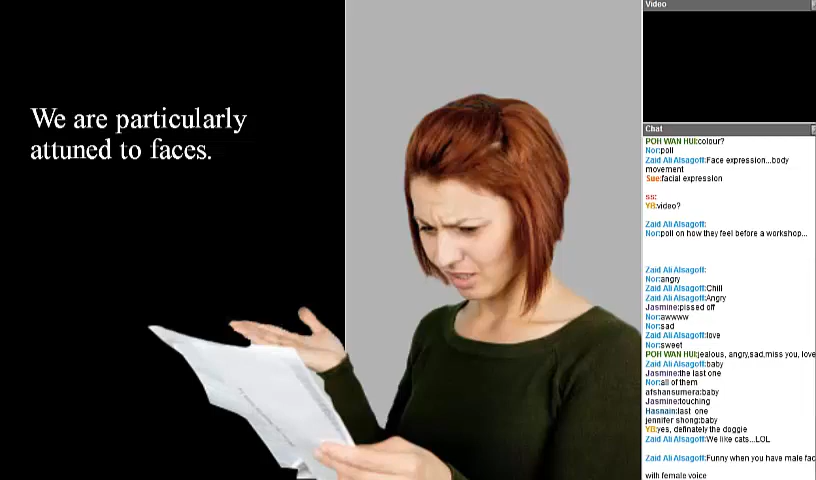 We are particularly
attuned to faces.
Video
Chat
POH WAN HUI:colour?
Nor:poll
Zaid Ali Alsagoff:Face expression...body
movement
Sue:facial expression
ss:
YB:video?
Zaid Ali Alsagoff:
Nor:poll on how they feel before a workshop...
Zaid Ali Alsagoff:
Nor:angry
Zaid Ali Alsagoff:Chill
Zaid Ali Alsagoff:Angry
Jasmine:pissed off
Nor:awwww
Nor:sad
Zaid Ali Alsagoff:love
Nor:sweet
POH WAN HUI:jealous, angry,sad,miss you, love
Zaid Ali Alsagoff:baby
Jasmine:the last one
Nor:all of them
afshansumera:baby
Jasmine:touching
Hasnain:last one
jennifer shong:baby
YB:yes, definately the doggie
Zaid Ali Alsagoff:We like cats...LOL
Zaid Ali Alsagoff:Funny when you have male fac
with female voice